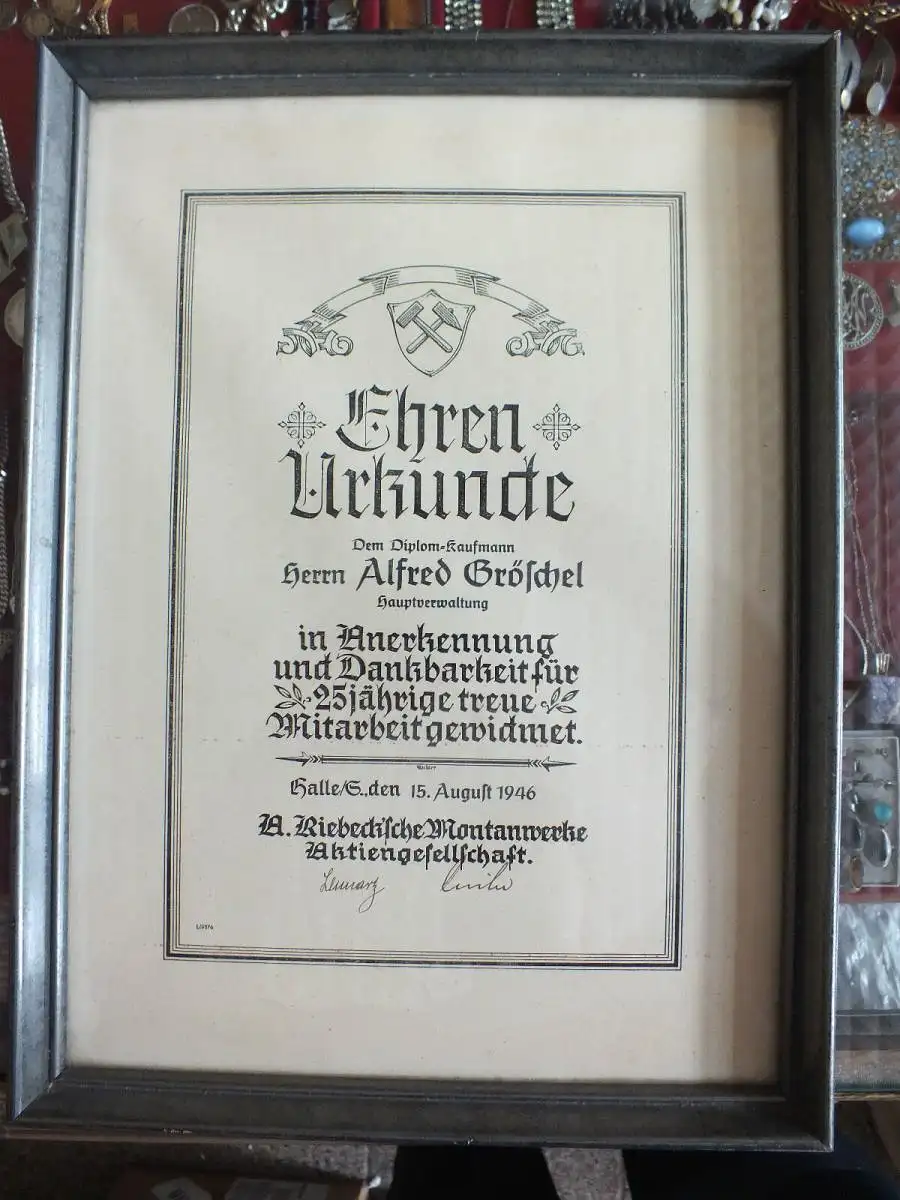 Ehren
Urkunde
Dem Diplom-Kaufmann
Herrn Alfred Gröschel
Hauptverwaltung
in Anerkennung
und Dankbarkeit für
25jährige treue
Mitarbeit gewidmet.
Halle/S., den 15. August 1946
A. Riebeck'sche Montanwerke
Aktiengesellschaft.